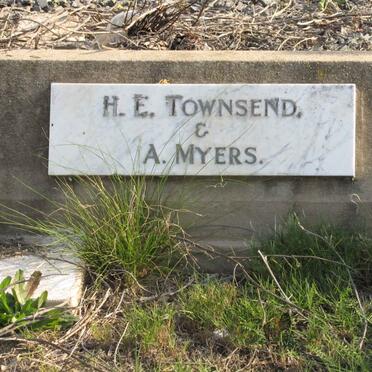 H. E. TOWNSEND.
&
A. MYERS.